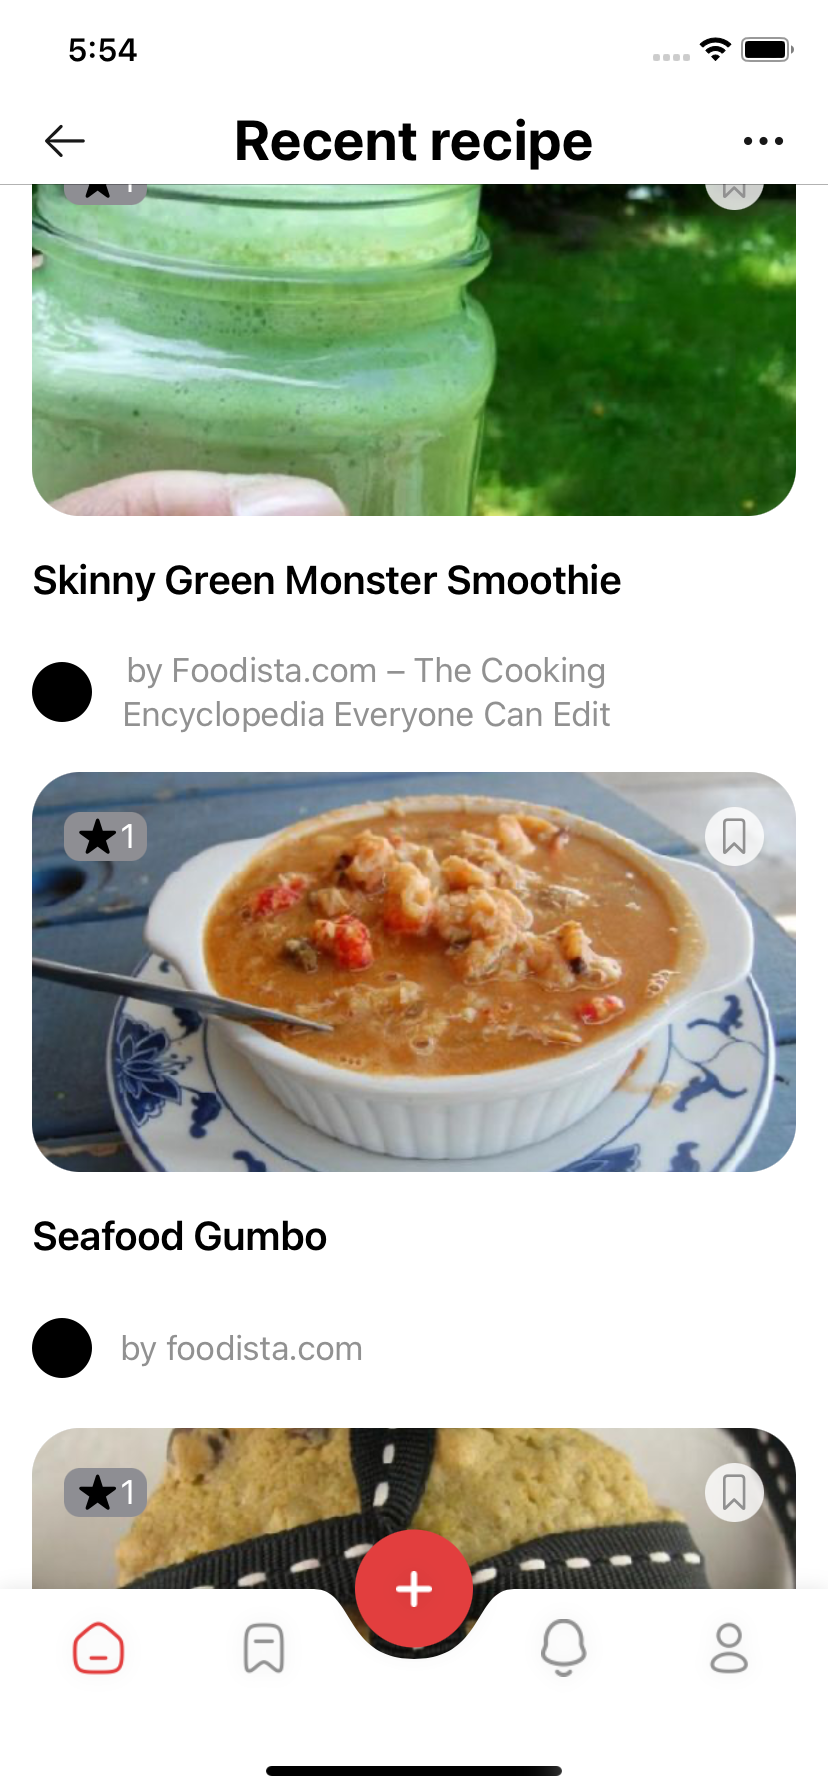 5:54
Recent recipe
1
Skinny Green Monster Smoothie
by Foodista.com – The Cooking
Encyclopedia Everyone Can Edit
1
Seafood Gumbo
by foodista.com
1